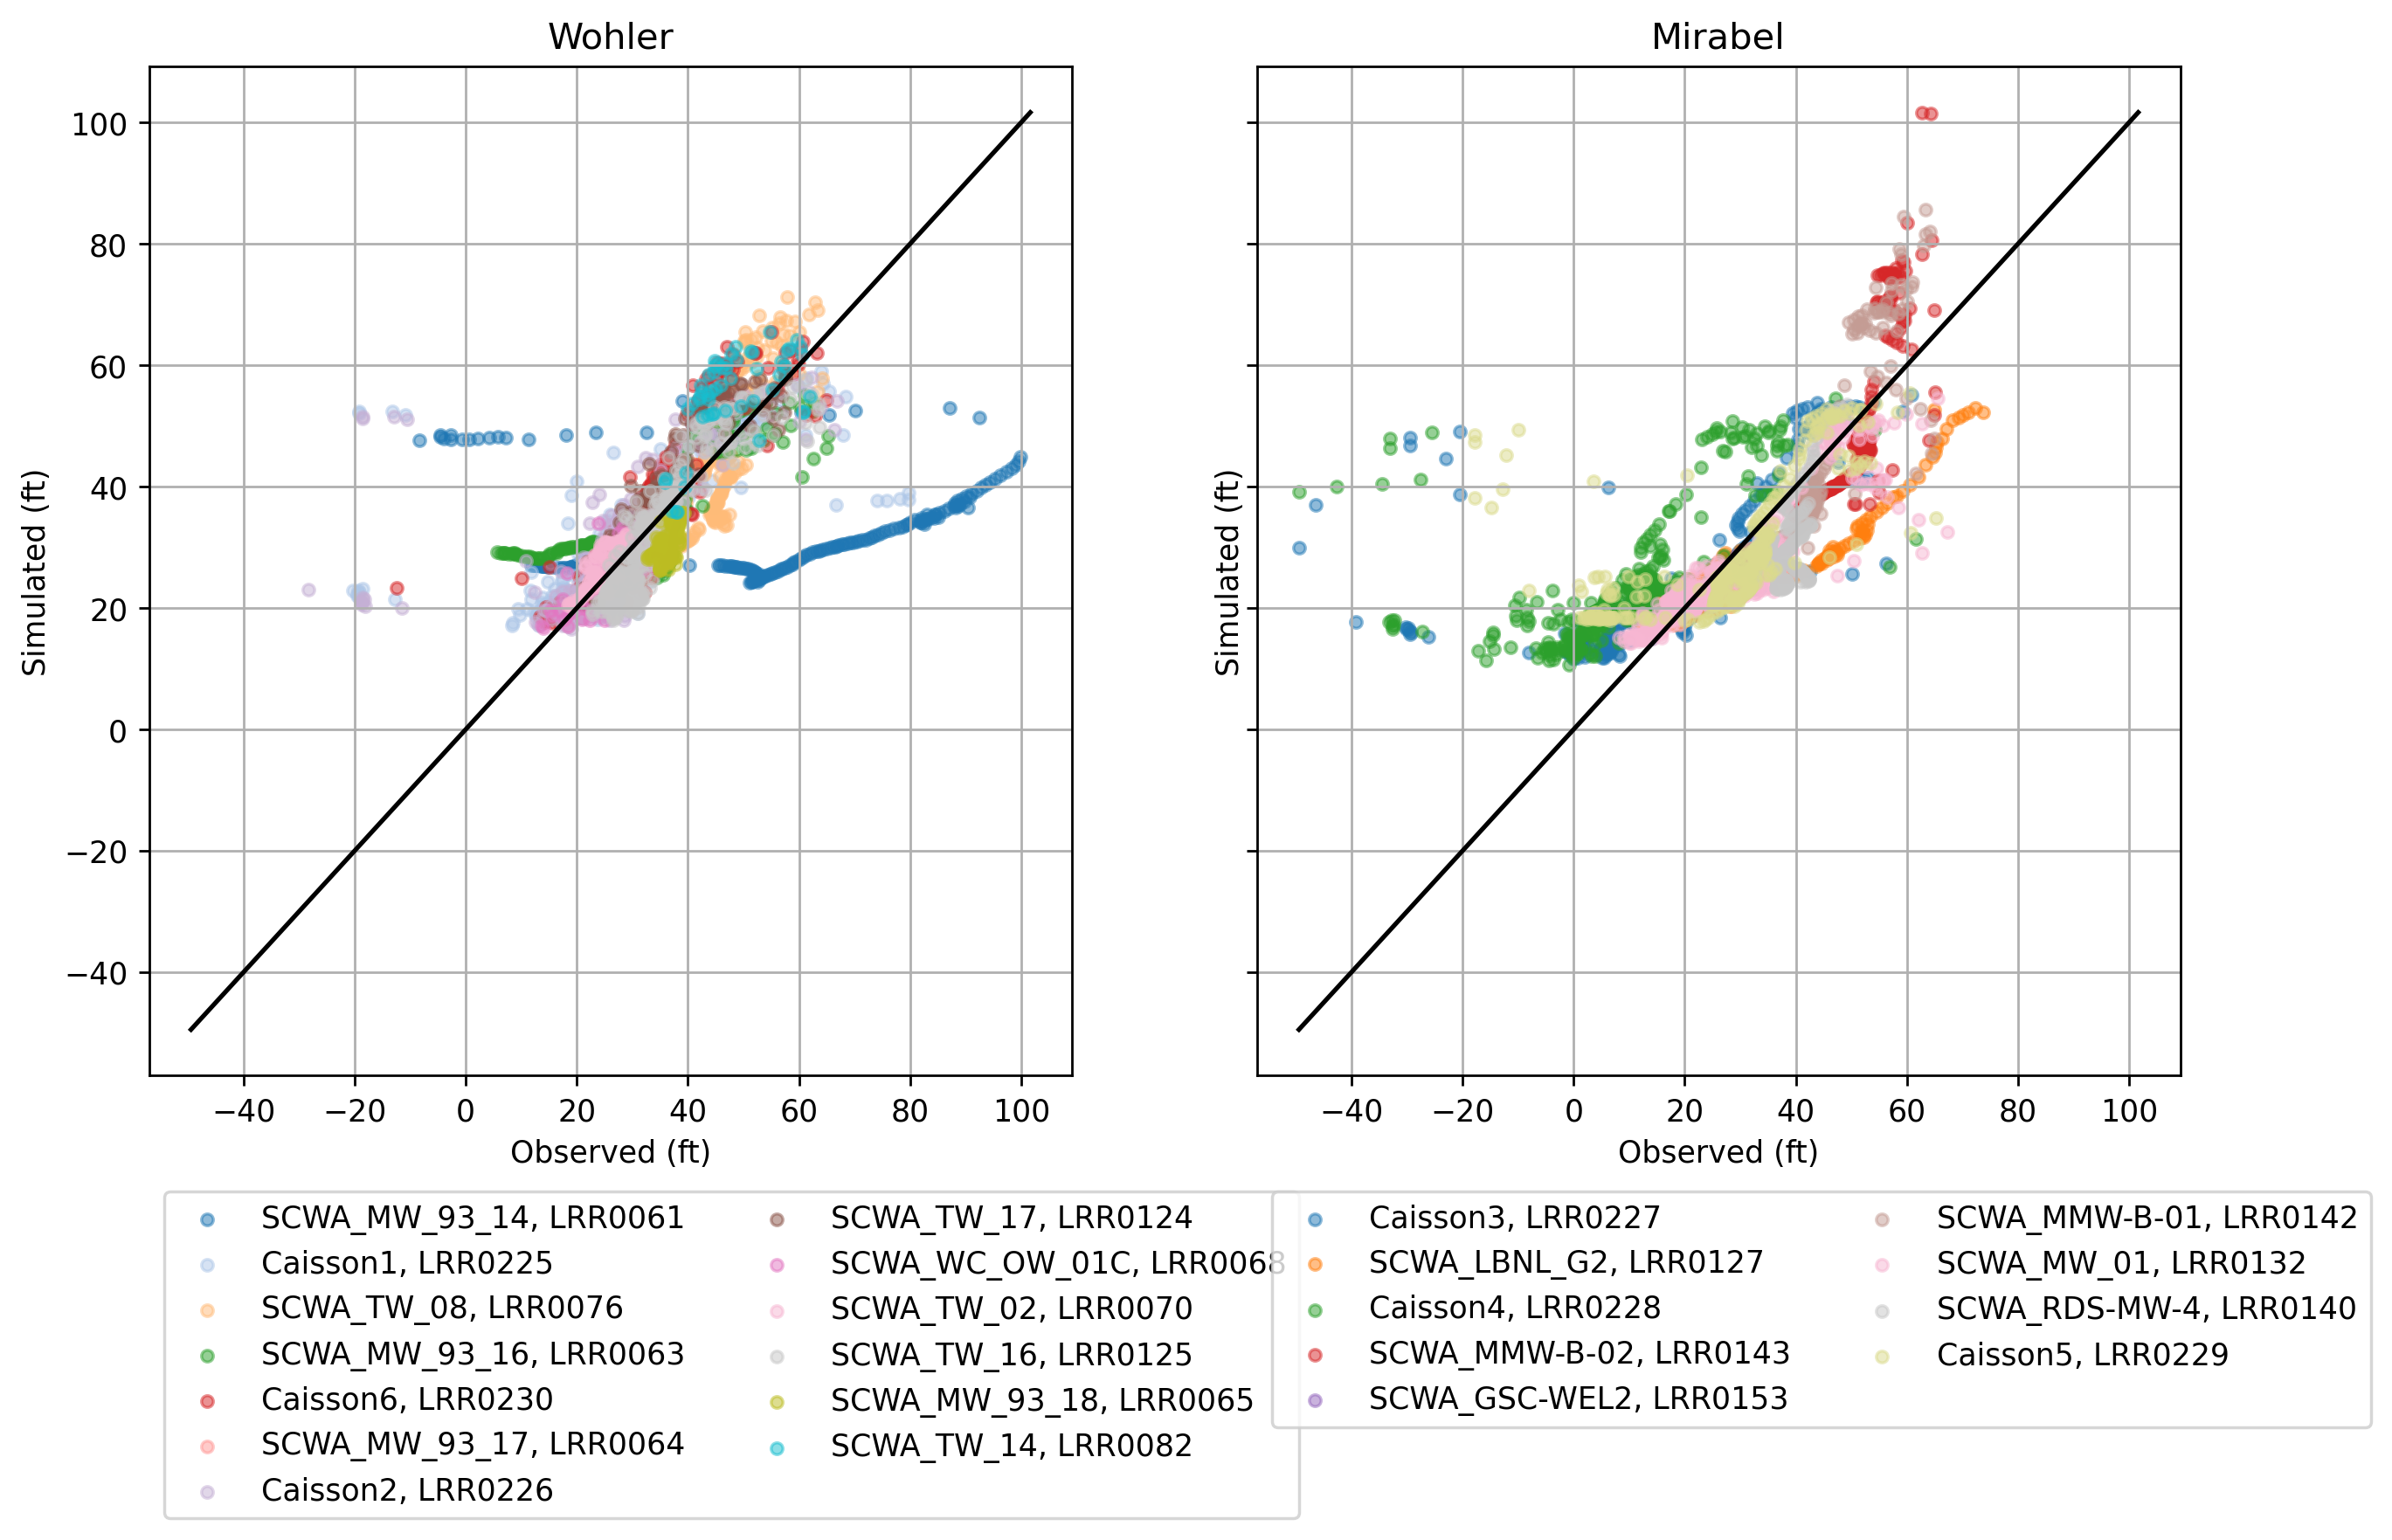 Wohler
Mirabel
100
80
60
40
20
0
−20
−40
Simulated (ft)
Simulated (ft)
−40 −20 0 20 40 60 80 100
−40 −20 0 20 40 60 80 100
Observed (ft)
Observed (ft)
SCWA_MW_93_14, LRR0061
Caisson1, LRR0225
SCWA_TW_08, LRR0076
SCWA_MW_93_16, LRR0063
Caisson6, LRR0230
SCWA_MW_93_17, LRR0064
Caisson2, LRR0226
SCWA_TW_17, LRR0124
SCWA_WC_OW_01C, LRR0068
SCWA_TW_02, LRR0070
SCWA_TW_16, LRR0125
SCWA_MW_93_18, LRR0065
SCWA_TW_14, LRR0082
Caisson3, LRR0227
SCWA_LBNL_G2, LRR0127
Caisson4, LRR0228
SCWA_MMW-B-02, LRR0143
SCWA_GSC-WEL2, LRR0153
SCWA_MMW-B-01, LRR0142
SCWA_MW_01, LRR0132
SCWA_RDS-MW-4, LRR0140
Caisson5, LRR0229